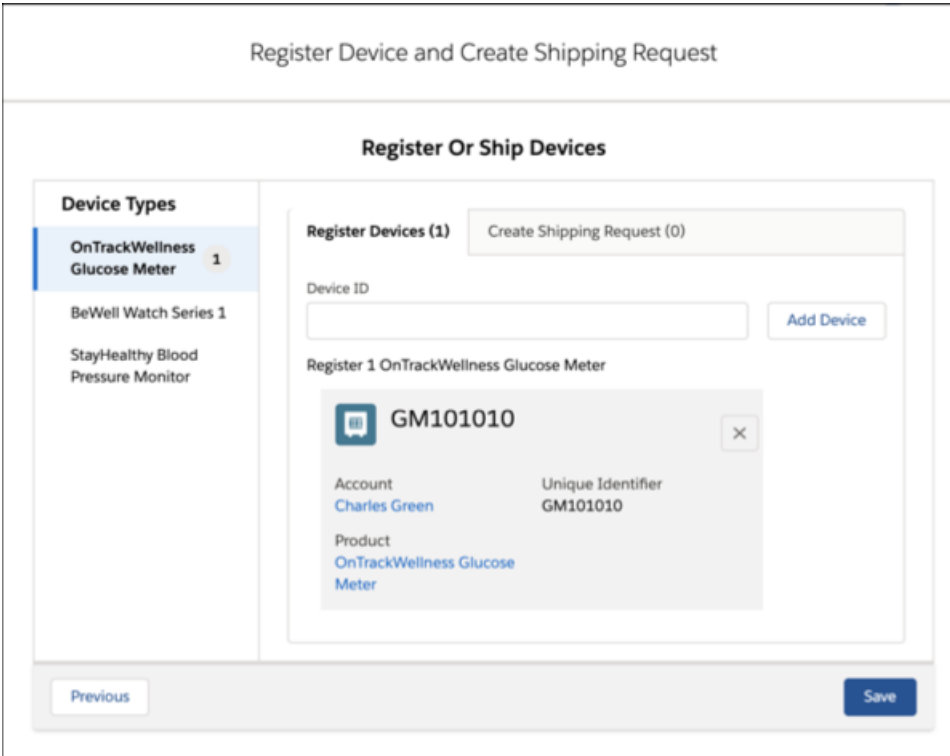 Register Device and Create Shipping Request
Register Or Ship Devices
Device Types
OnTrackWellness
Glucose Meter
1
BeWell Watch Series 1
StayHealthy Blood
Pressure Monitor
Register Devices (1)
Create Shipping Request (0)
Device ID
Add Device
Register 1 OnTrackWellness Glucose Meter
GM101010
Account
Charles Green
Unique Identifier
GM101010
Product
OnTrackWellness Glucose
Meter
Previous
Save